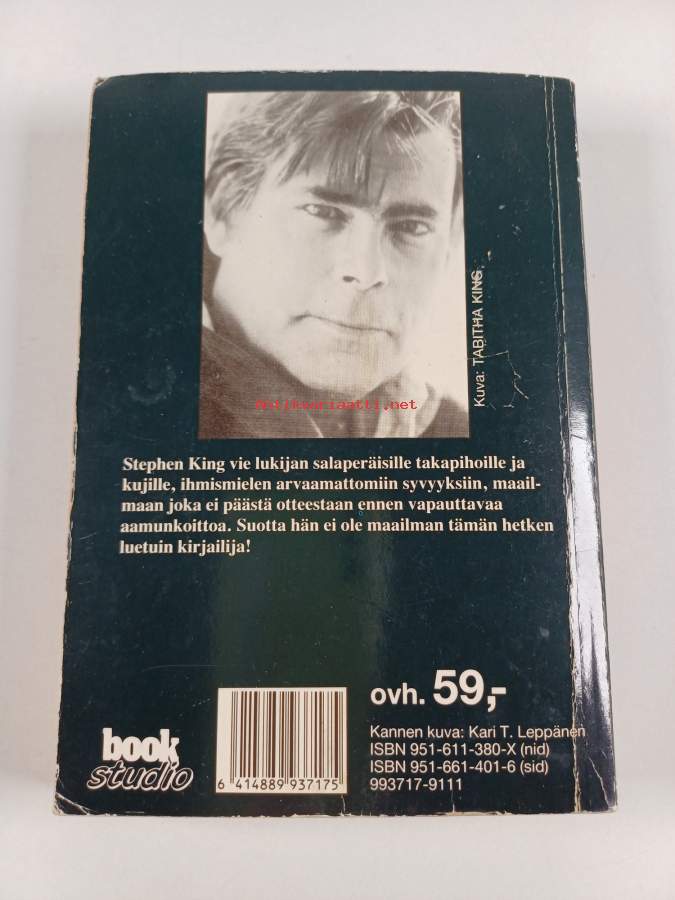 Kuva: TABITHA KING
Antikvariaatti.net
Stephen King vie lukijan salaperäisille takapihoille ja
kujille, ihmismielen arvaamattomiin syvyyksiin, maail-
maan joka ei päästä otteestaan ennen vapauttavaa
aamunkoittoa. Suotta hän ei ole maailman tämän hetken
luetuin kirjailija!
ovh. 59,-
Kannen kuva: Kari T. Leppänen
ISBN 951-611-380-X (nid)
ISBN 951-661-401-6 (sid)
993717-9111
book
studio
6 414889 937175